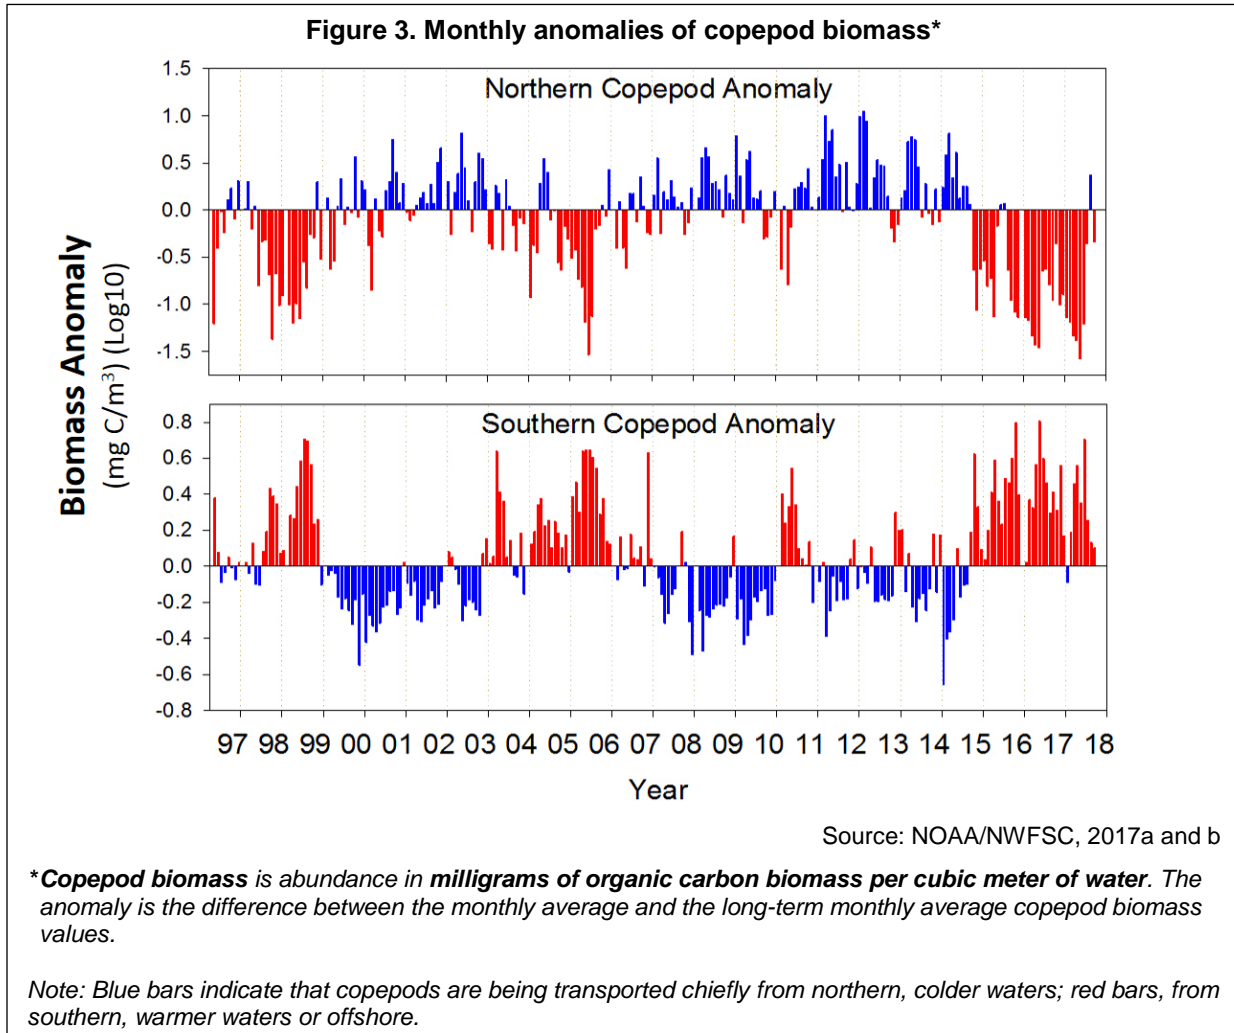 Figure 3. Monthly anomalies of copepod biomass*
Northern Copepod Anomaly
1.5
1.0
0.5
0.0
-0.5
-1.0
-1.5
Biomass Anomaly
(mg C/m³) (Log10)
Southern Copepod Anomaly
0.8
0.6
0.4
0.2
0.0
-0.2
-0.4
-0.6
-0.8
97 98 99 00 01 02 03 04 05 06 07 08 09 10 11 12 13 14 15 16 17 18
Year
Source: NOAA/NWFSC, 2017a and b
*Copepod biomass is abundance in milligrams of organic carbon biomass per cubic meter of water. The
anomaly is the difference between the monthly average and the long-term monthly average copepod biomass
values.
Note: Blue bars indicate that copepods are being transported chiefly from northern, colder waters; red bars, from
southern, warmer waters or offshore.